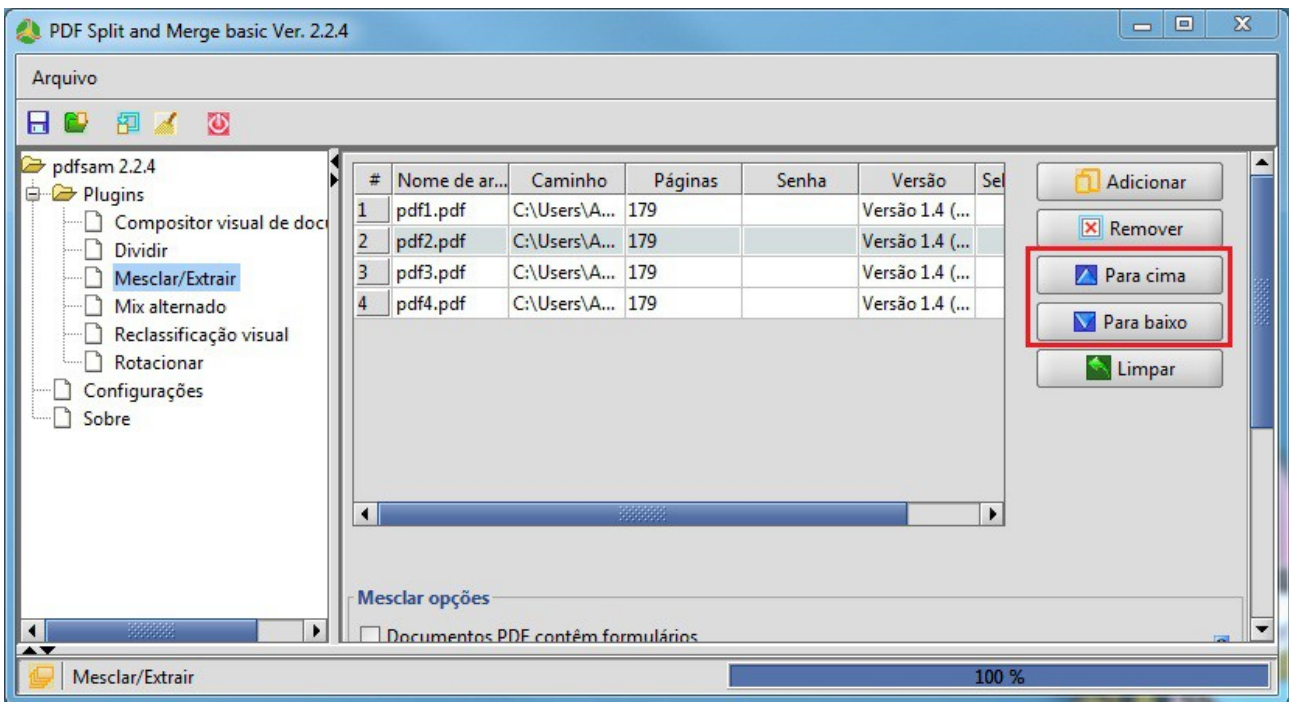 PDF Split and Merge basic Ver. 2.2.4
Arquivo
pdfsam 2.2.4
Plugins
Compositor visual de docu
Dividir
Mesclar/Extrair
Mix alternado
Reclassificação visual
Rotacionar
Configurações
Sobre
# Nome de ar... Caminho Páginas Senha Versão Sel
1 pdf1.pdf C:\Users\A... 179 Versão 1.4 (...
2 pdf2.pdf C:\Users\A... 179 Versão 1.4 (...
3 pdf3.pdf C:\Users\A... 179 Versão 1.4 (...
4 pdf4.pdf C:\Users\A... 179 Versão 1.4 (...
Adicionar
Remover
Para cima
Para baixo
Limpar
Mesclar opções
Documentos PDF contêm formulários
Mesclar/Extrair
100 %